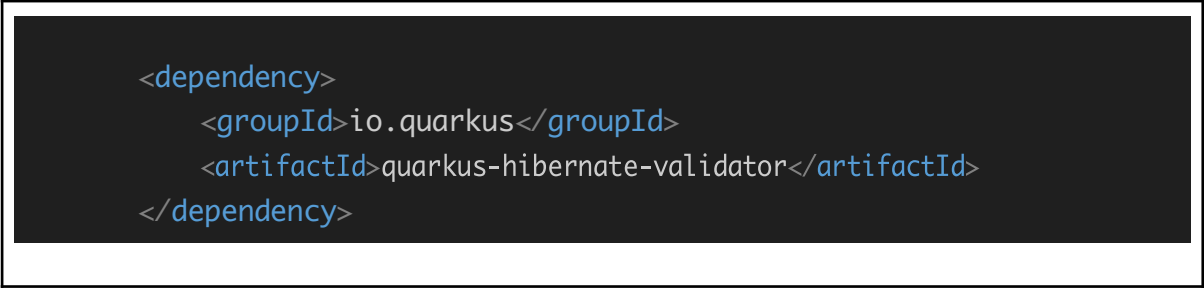 <dependency>
<groupId>io.quarkus</groupId>
<artifactId>quarkus-hibernate-validator</artifactId>
</dependency>